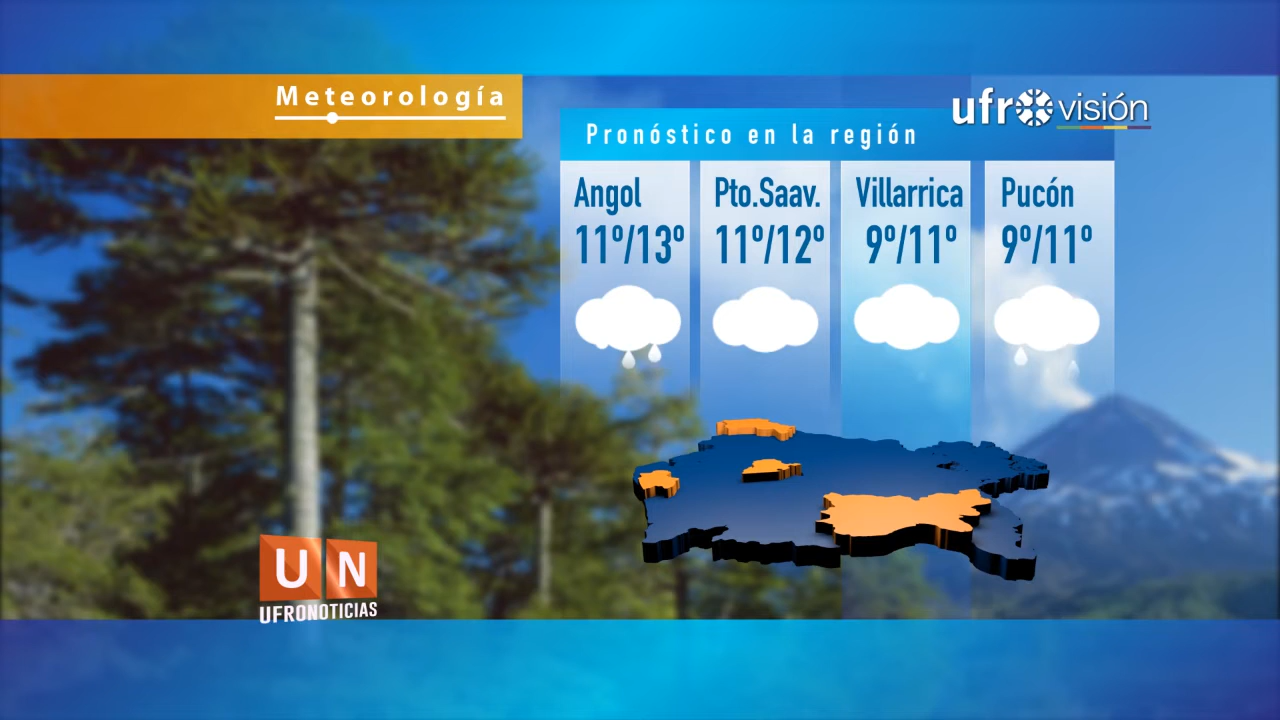 Meteorología
ufrovisión
Pronóstico en la región
Angol
11º/13º
Pto.Saav.
11º/12º
Villarrica
9º/11º
Pucón
9º/11º
UN
UFRONOTICIAS